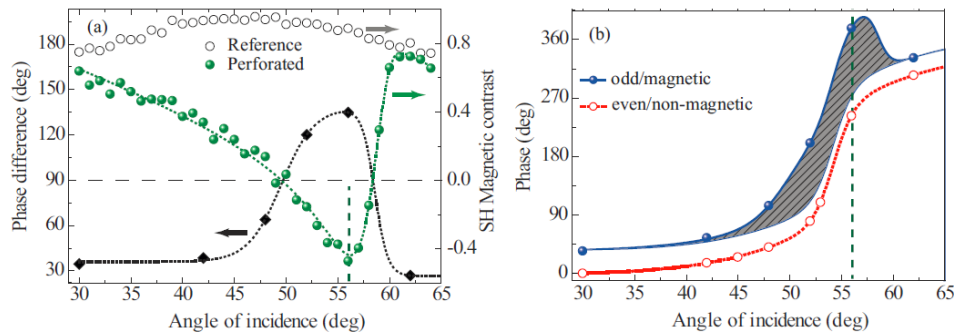 (a)
Reference
Perforated
Phase difference (deg)
180
150
120
90
60
30
0.8
0.4
0.0
-0.4
SH Magnetic contrast
30 35 40 45 50 55 60 65
Angle of incidence (deg)
(b)
odd/magnetic
even/non-magnetic
Phase (deg)
360
270
180
90
0
30 35 40 45 50 55 60 65
Angle of incidence (deg)